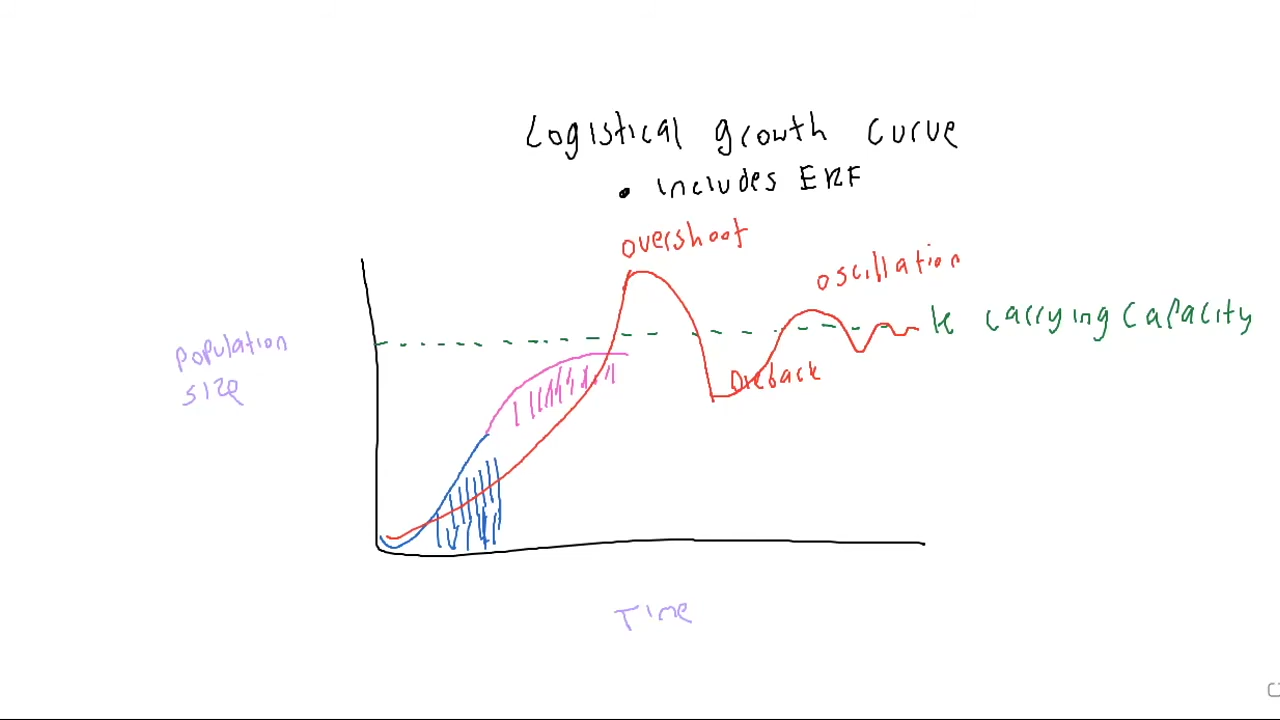 Logistical growth curve
• includes ERF
overshoot
oscillation
K carrying capacity
population
size
Dieback
Time